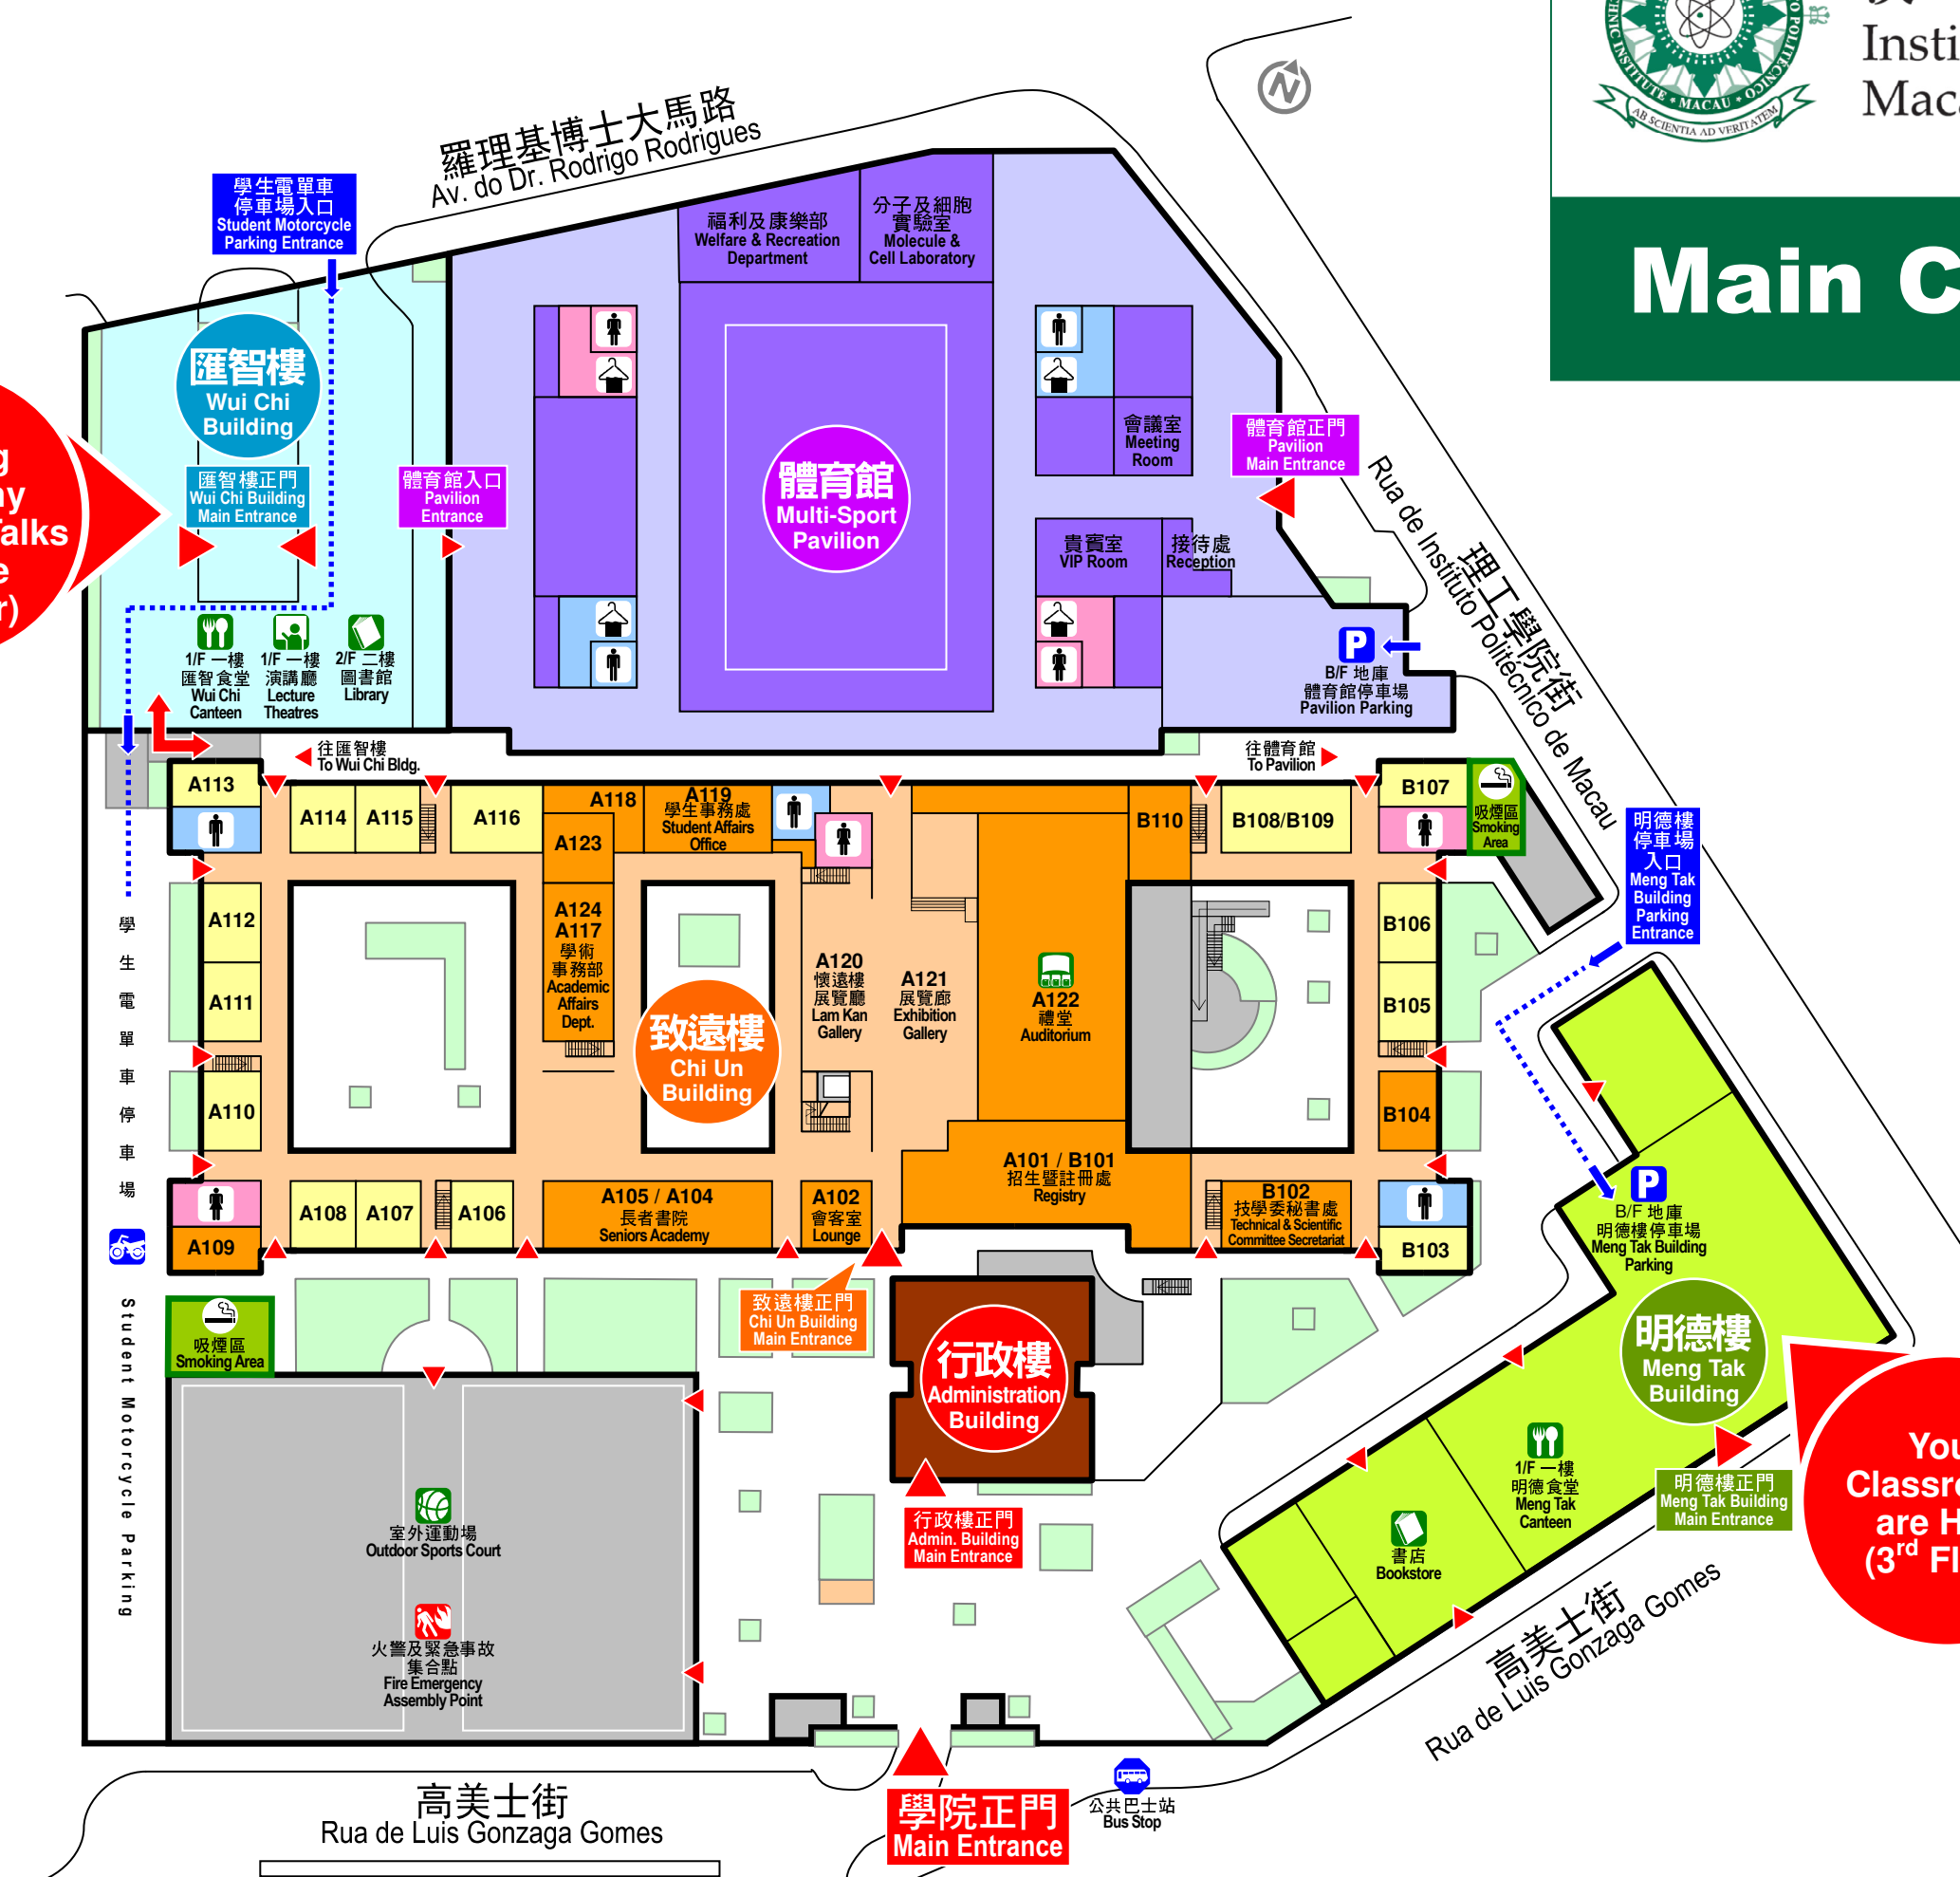 Insti
Maca
CHNIC INSTITUTE • MACAU • O POLITÉCNICO
AB SCIENTIA AD VERITATEM
Main C
羅理基博士大馬路
Av. do Dr. Rodrigo Rodrigues
學生電單車
停車場入口
Student Motorcycle
Parking Entrance
福利及康樂部
Welfare & Recreation
Department
分子及細胞
實驗室
Molecule &
Cell Laboratory
匯智樓
Wui Chi
Building
匯智樓正門
Wui Chi Building
Main Entrance
體育館入口
Pavilion
Entrance
體育館
Multi-Sport
Pavilion
會議室
Meeting
Room
體育館正門
Pavilion
Main Entrance
貴賓室
VIP Room
接待處
Reception
理工學院街
Rua de Instituto Politécnico de Macau
alks
1/F 一樓
匯智食堂
Wui Chi
Canteen
1/F 一樓
演講廳
Lecture
Theatres
2/F 二樓
圖書館
Library
P
B/F 地庫
體育館停車場
Pavilion Parking
往匯智樓
To Wui Chi Bldg.
往體育館
To Pavilion
A113
A114
A115
A116
A118
A119
學生事務處
Student Affairs
Office
A123
B110
B108/B109
B107
吸煙區
Smoking
Area
明德樓
停車場
入口
Meng Tak
Building
Parking
Entrance
A112
A111
A110
A124
A117
學術
事務部
Academic
Affairs
Dept.
致遠樓
Chi Un
Building
A120
懷遠樓
展覽廳
Lam Kan
Gallery
A121
展覽廊
Exhibition
Gallery
A122
禮堂
Auditorium
B106
B105
B104
學生電單車停車場
Student Motorcycle Parking
A109
A108
A107
A106
A105 / A104
長者書院
Seniors Academy
A102
會客室
Lounge
A101 / B101
招生暨註冊處
Registry
B102
技學委秘書處
Technical & Scientific
Committee Secretariat
B103
P
B/F 地庫
明德樓停車場
Meng Tak Building
Parking
吸煙區
Smoking Area
致遠樓正門
Chi Un Building
Main Entrance
行政樓
Administration
Building
行政樓正門
Admin. Building
Main Entrance
明德樓
Meng Tak
Building
1/F 一樓
明德食堂
Meng Tak
Canteen
書店
Bookstore
明德樓正門
Meng Tak Building
Main Entrance
You
Classro
are H
(3rd Fl
室外運動場
Outdoor Sports Court
火警及緊急事故
集合點
Fire Emergency
Assembly Point
高美士街
Rua de Luis Gonzaga Gomes
高美士街
Rua de Luis Gonzaga Gomes
學院正門
Main Entrance
公共巴士站
Bus Stop